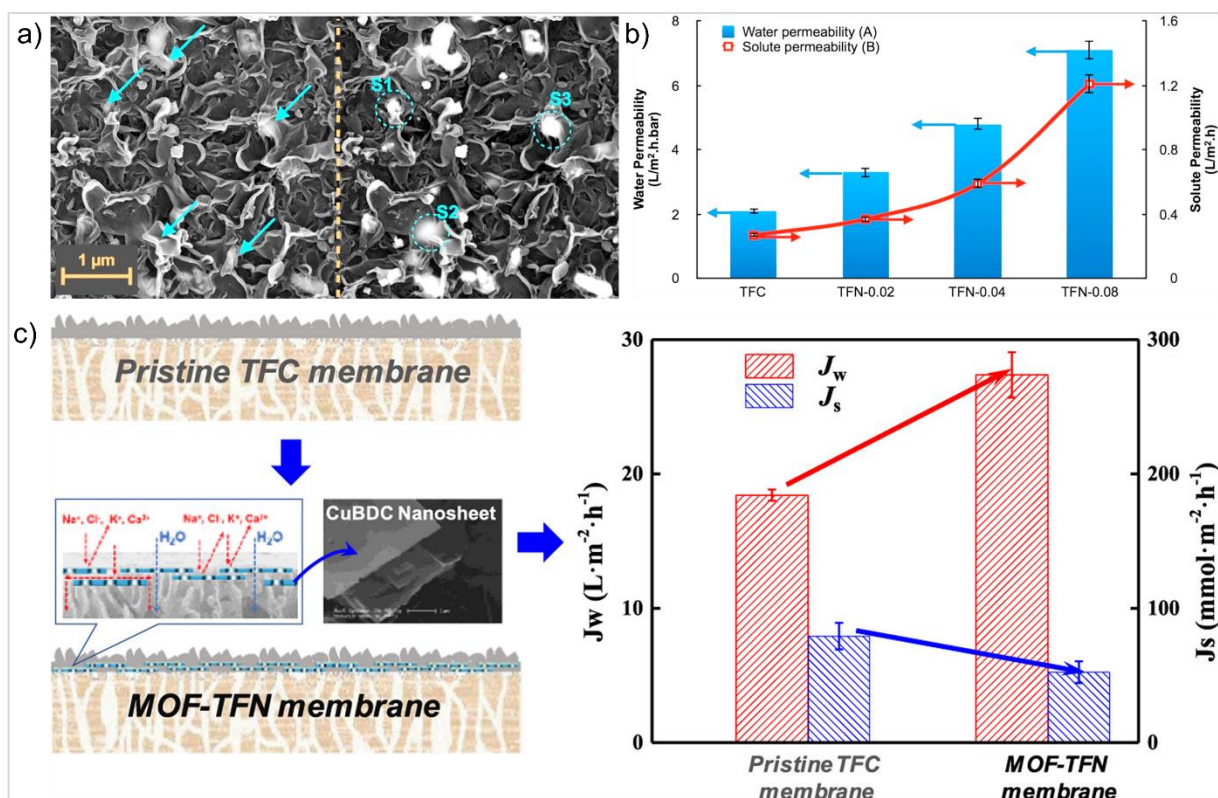 a)
S1
S3
S2
1 µm
b)
Water permeability (A)
Solute permeability (B)
Water Permeability
(L/m².h.bar)
8
6
4
2
0
Solute Permeability
(L/m².h)
1.6
1.2
0.8
0.4
0
TFC
TFN-0.02
TFN-0.04
TFN-0.08
c)
Pristine TFC membrane
Na⁺, Cl⁻, K⁺, Ca²⁺
Na⁺, Cl⁻, K⁺, Ca²⁺
H₂O
H₂O
CuBDC Nanosheet
MOF-TFN membrane
Jw (L·m⁻²·h⁻¹)
30
20
10
0
Jw
Js
Js (mmol·m⁻²·h⁻¹)
300
200
100
0
Pristine TFC
membrane
MOF-TFN
membrane